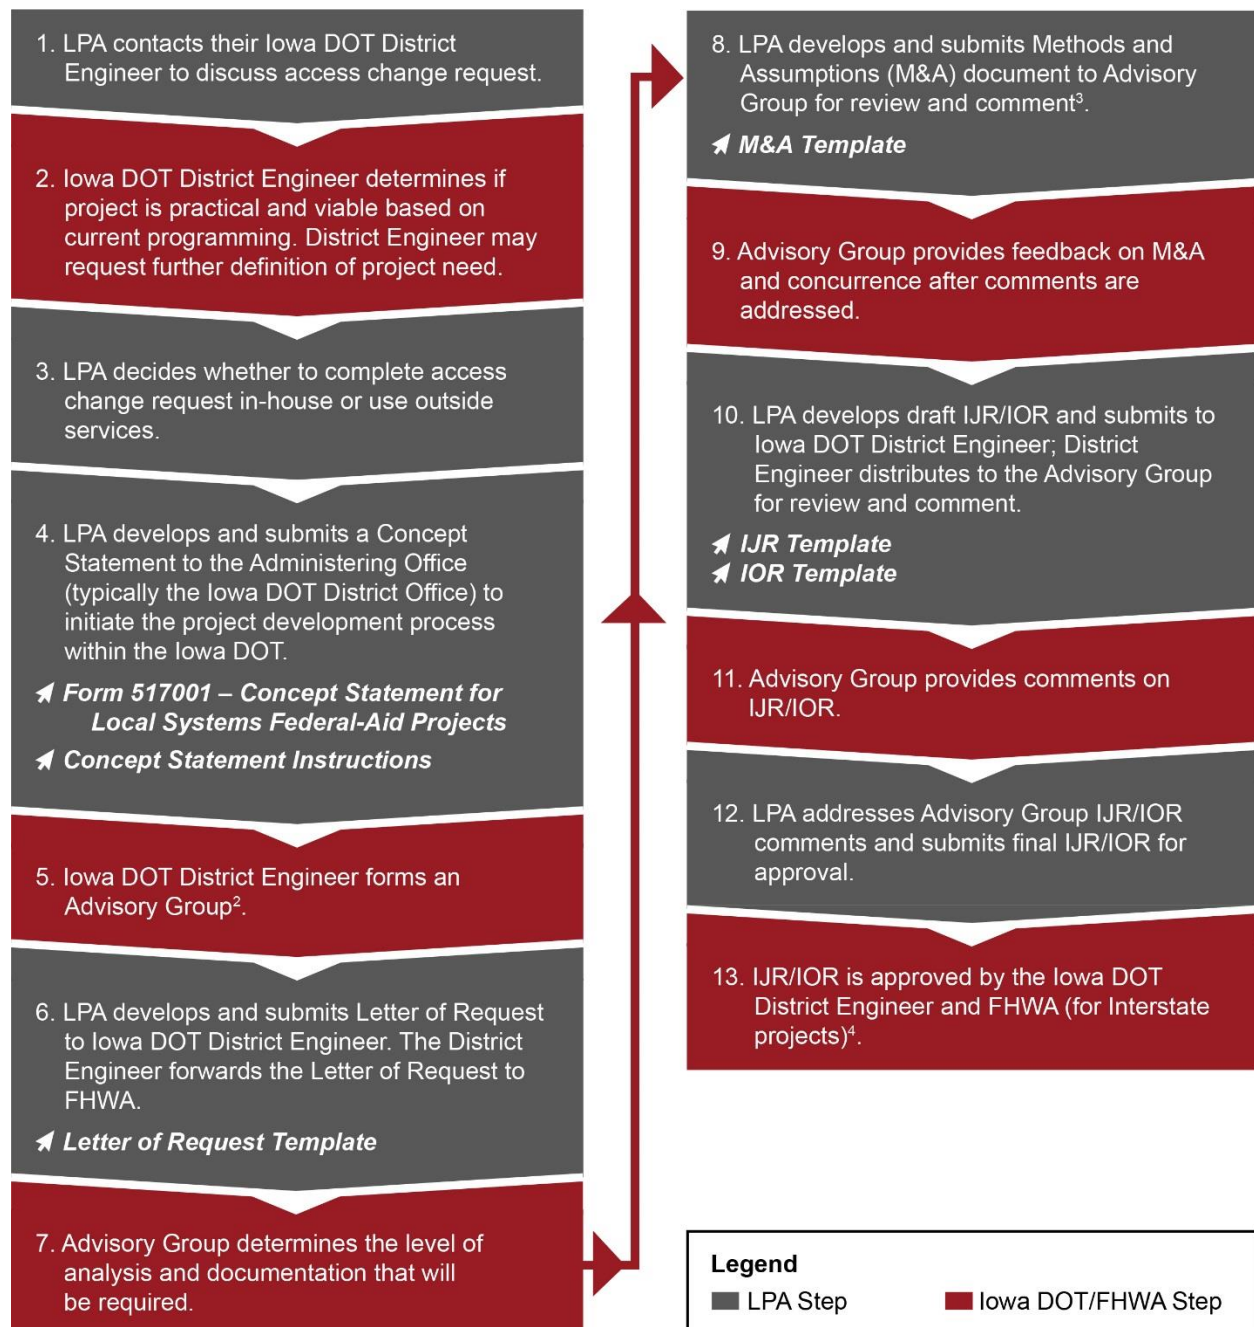 1. LPA contacts their Iowa DOT District
Engineer to discuss access change request.
2. Iowa DOT District Engineer determines if
project is practical and viable based on
current programming. District Engineer may
request further definition of project need.
3. LPA decides whether to complete access
change request in-house or use outside
services.
4. LPA develops and submits a Concept
Statement to the Administering Office
(typically the Iowa DOT District Office) to
initiate the project development process
within the Iowa DOT.
Form 517001 – Concept Statement for
Local Systems Federal-Aid Projects
Concept Statement Instructions
5. Iowa DOT District Engineer forms an
Advisory Group².
6. LPA develops and submits Letter of Request
to Iowa DOT District Engineer. The District
Engineer forwards the Letter of Request to
FHWA.
Letter of Request Template
7. Advisory Group determines the level of
analysis and documentation that will
be required.
8. LPA develops and submits Methods and
Assumptions (M&A) document to Advisory
Group for review and comment³.
M&A Template
9. Advisory Group provides feedback on M&A
and concurrence after comments are
addressed.
10. LPA develops draft IJR/IOR and submits to
Iowa DOT District Engineer; District
Engineer distributes to the Advisory Group
for review and comment.
IJR Template
IOR Template
11. Advisory Group provides comments on
IJR/IOR.
12. LPA addresses Advisory Group IJR/IOR
comments and submits final IJR/IOR for
approval.
13. IJR/IOR is approved by the Iowa DOT
District Engineer and FHWA (for Interstate
projects)⁴.
Legend
LPA Step
Iowa DOT/FHWA Step